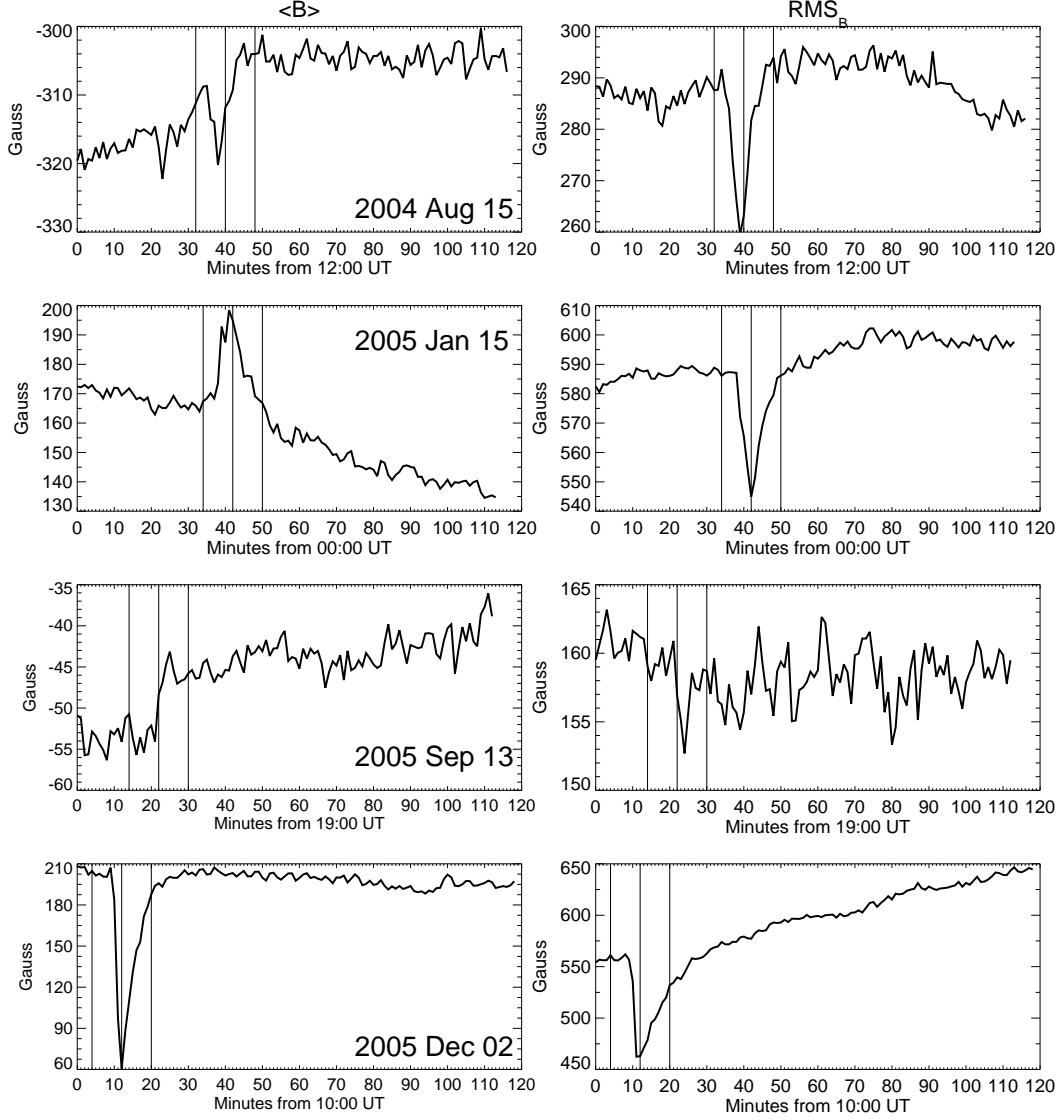 <B>
RMS_B
-300
-310
-320
-330
Gauss
0 10 20 30 40 50 60 70 80 90 100 110 120
Minutes from 12:00 UT
2004 Aug 15
300
290
280
270
260
Gauss
0 10 20 30 40 50 60 70 80 90 100 110 120
Minutes from 12:00 UT
200
190
180
170
160
150
140
130
Gauss
0 10 20 30 40 50 60 70 80 90 100 110 120
Minutes from 00:00 UT
2005 Jan 15
610
600
590
580
570
560
550
540
Gauss
0 10 20 30 40 50 60 70 80 90 100 110 120
Minutes from 00:00 UT
-35
-40
-45
-50
-55
-60
Gauss
0 10 20 30 40 50 60 70 80 90 100 110 120
Minutes from 19:00 UT
2005 Sep 13
165
160
155
150
Gauss
0 10 20 30 40 50 60 70 80 90 100 110 120
Minutes from 19:00 UT
210
180
150
120
90
60
Gauss
0 10 20 30 40 50 60 70 80 90 100 110 120
Minutes from 10:00 UT
2005 Dec 02
650
600
550
500
450
Gauss
0 10 20 30 40 50 60 70 80 90 100 110 120
Minutes from 10:00 UT